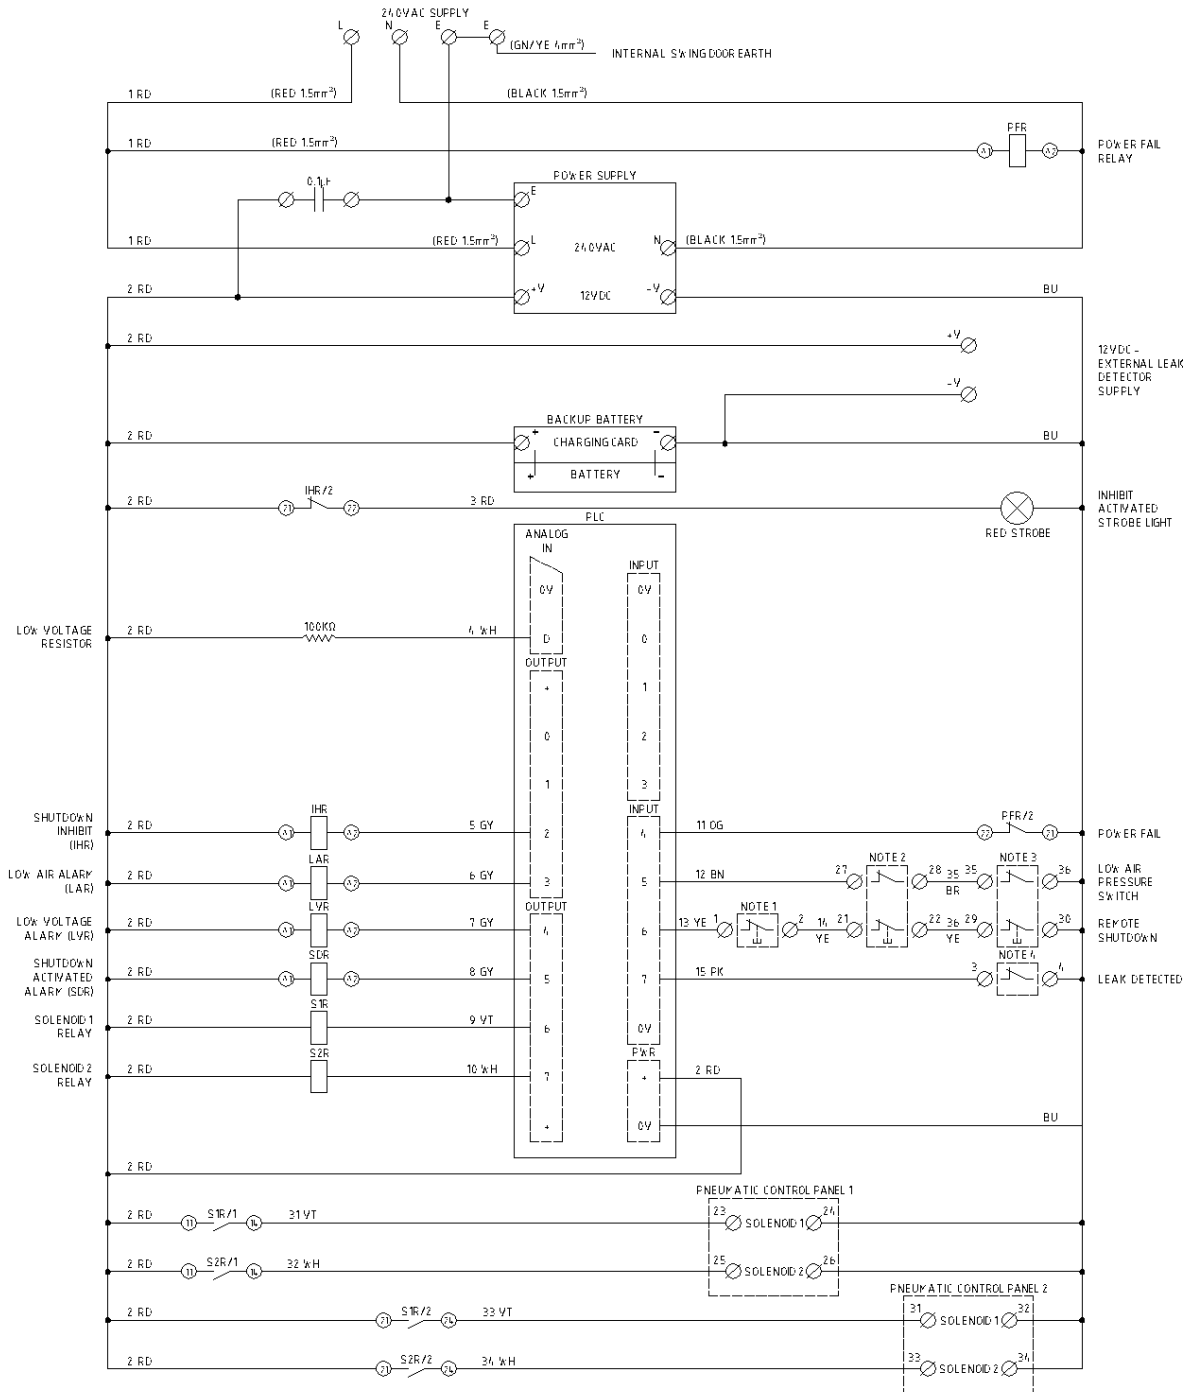 240VAC SUPPLY
L N E E
(GN/YE 4mm²) INTERNAL SWING DOOR EARTH
1 RD (RED 1.5mm²) (BLACK 1.5mm²)
1 RD (RED 1.5mm²) A1 PFR A2 POWER FAIL
RELAY
0.1µF
POWER SUPPLY
E
1 RD (RED 1.5mm²) L 240VAC N (BLACK 1.5mm²)
2 RD +V 12VDC -V BU
2 RD +V
-V
12VDC -
EXTERNAL LEAK
DETECTOR
SUPPLY
BACKUP BATTERY
2 RD + CHARGING CARD - BU
+ BATTERY -
2 RD 21 IHR/2 22 3 RD RED STROBE
INHIBIT
ACTIVATED
STROBE LIGHT
PLC
ANALOG
IN
0V
LOW VOLTAGE
RESISTOR
2 RD 100KΩ 4 WH D
OUTPUT
+
0
1
SHUTDOWN
INHIBIT
(IHR)
2 RD A1 IHR A2 5 GY 2
LOW AIR ALARM
(LAR)
2 RD A1 LAR A2 6 GY 3
OUTPUT
LOW VOLTAGE
ALARM (LVR)
2 RD A1 LVR A2 7 GY 4
SHUTDOWN
ACTIVATED
ALARM (SDR)
2 RD A1 SDR A2 8 GY 5
SOLENOID 1
RELAY
2 RD S1R 9 VT 6
SOLENOID 2
RELAY
2 RD S2R 10 WH 7
+
INPUT
0V
0
1
2
3
INPUT
4 11 OG 22 PFR/2 21 POWER FAIL
5 12 BN 27 NOTE 2 28 35 BR 35 NOTE 3 36
LOW AIR
PRESSURE
SWITCH
6 13 YE 1 NOTE 1 2 14 YE 21 22 36 YE 29 30
REMOTE
SHUTDOWN
7 15 PK 3 NOTE 4 4 LEAK DETECTED
0V
PWR
+ 2 RD
0V BU
2 RD
PNEUMATIC CONTROL PANEL 1
2 RD 11 S1R/1 14 31 VT 23 SOLENOID 1 24
2 RD 11 S2R/1 14 32 WH 25 SOLENOID 2 26
PNEUMATIC CONTROL PANEL 2
2 RD 21 S1R/2 24 33 VT 31 SOLENOID 1 32
2 RD 21 S2R/2 24 34 WH 33 SOLENOID 2 34